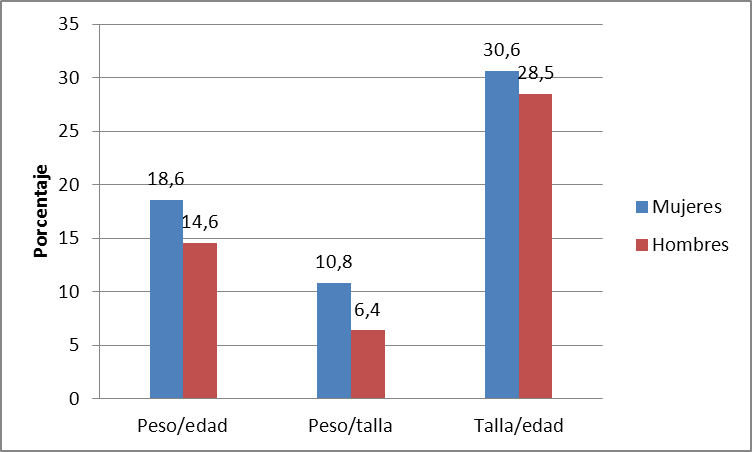 35
30
25
20
15
10
5
0
Porcentaje
18,6
14,6
10,8
6,4
30,6
28,5
Peso/edad
Peso/talla
Talla/edad
Mujeres
Hombres